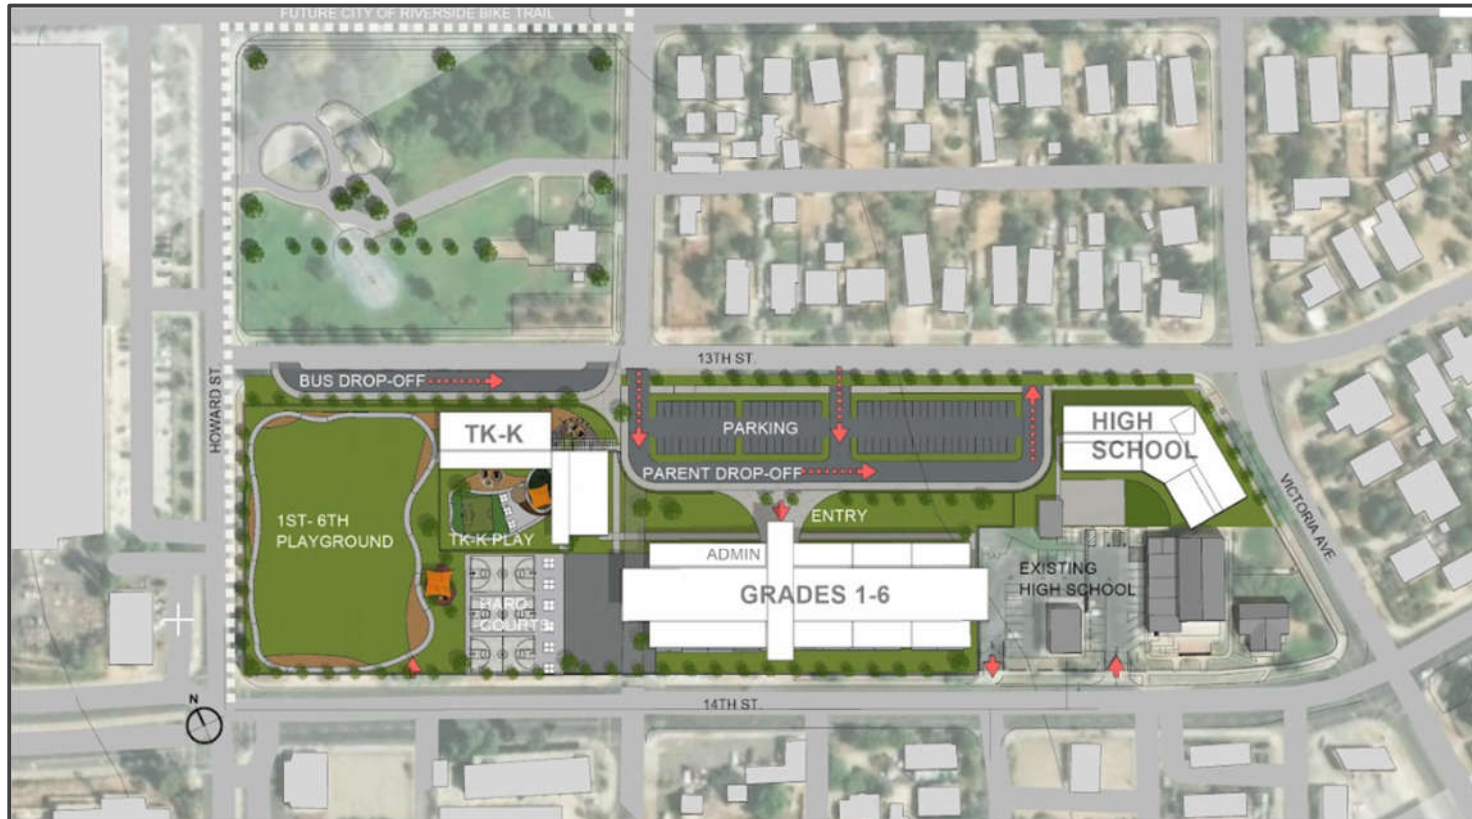 FUTURE CITY OF RIVERSIDE BIKE TRAIL
13TH ST.
BUS DROP-OFF
HOWARD ST.
TK-K
PARKING
HIGH
SCHOOL
PARENT DROP-OFF
VICTORIA AVE.
1ST- 6TH
PLAYGROUND
ENTRY
TK-K PLAY
ADMIN
EXISTING
HIGH SCHOOL
GRADES 1-6
HARD
COURTS
N
14TH ST.